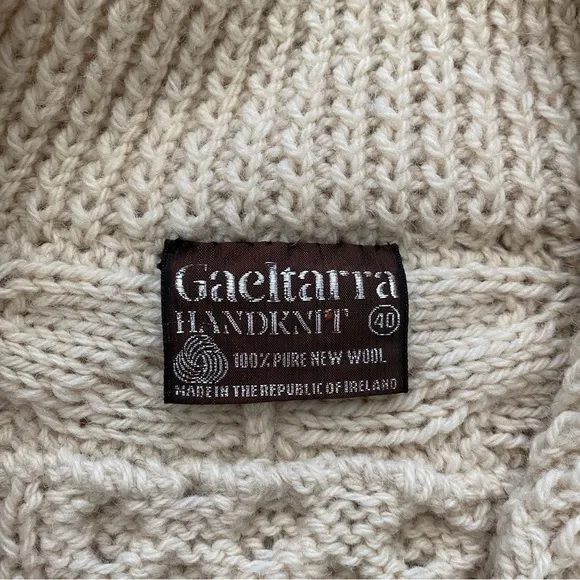 Gaeltarra
HANDKNIT 40
100% PURE NEW WOOL
MADE IN THE REPUBLIC OF IRELAND